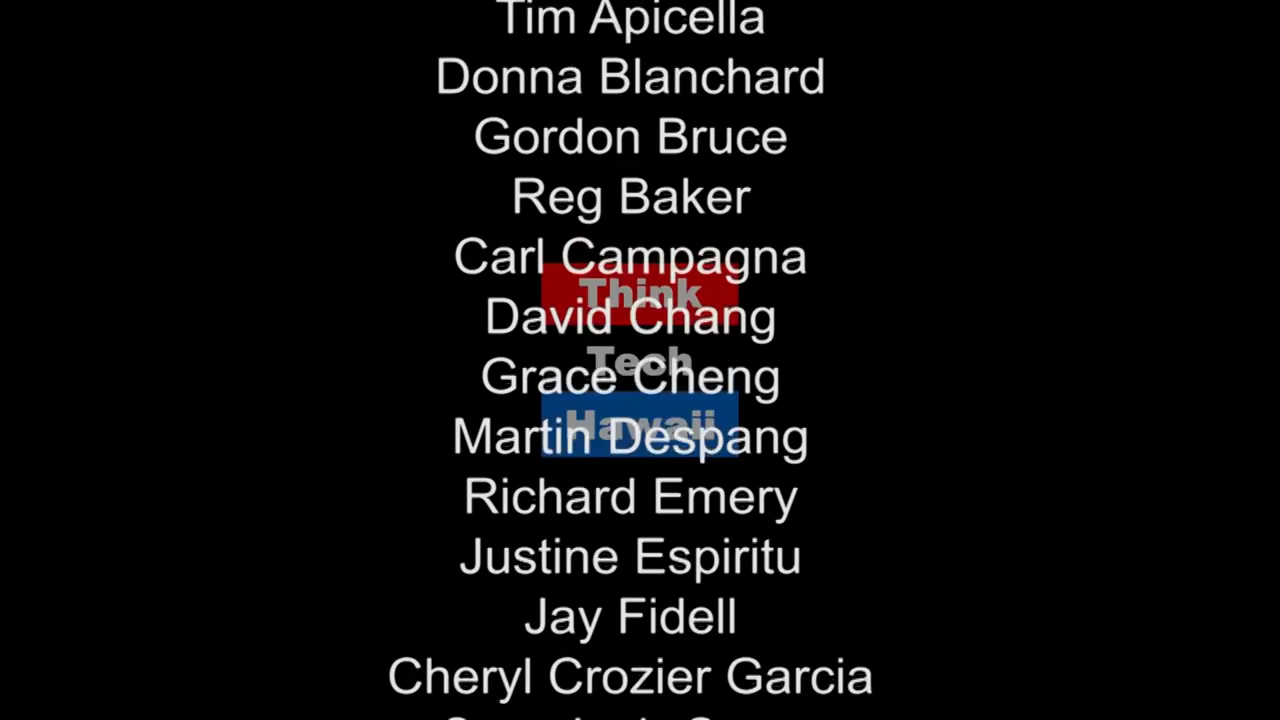 Tim Apicella
Donna Blanchard
Gordon Bruce
Reg Baker
Carl Campagna
Think
David Chang
Tech
Grace Cheng
Hawaii
Martin Despang
Richard Emery
Justine Espiritu
Jay Fidell
Cheryl Crozier Garcia